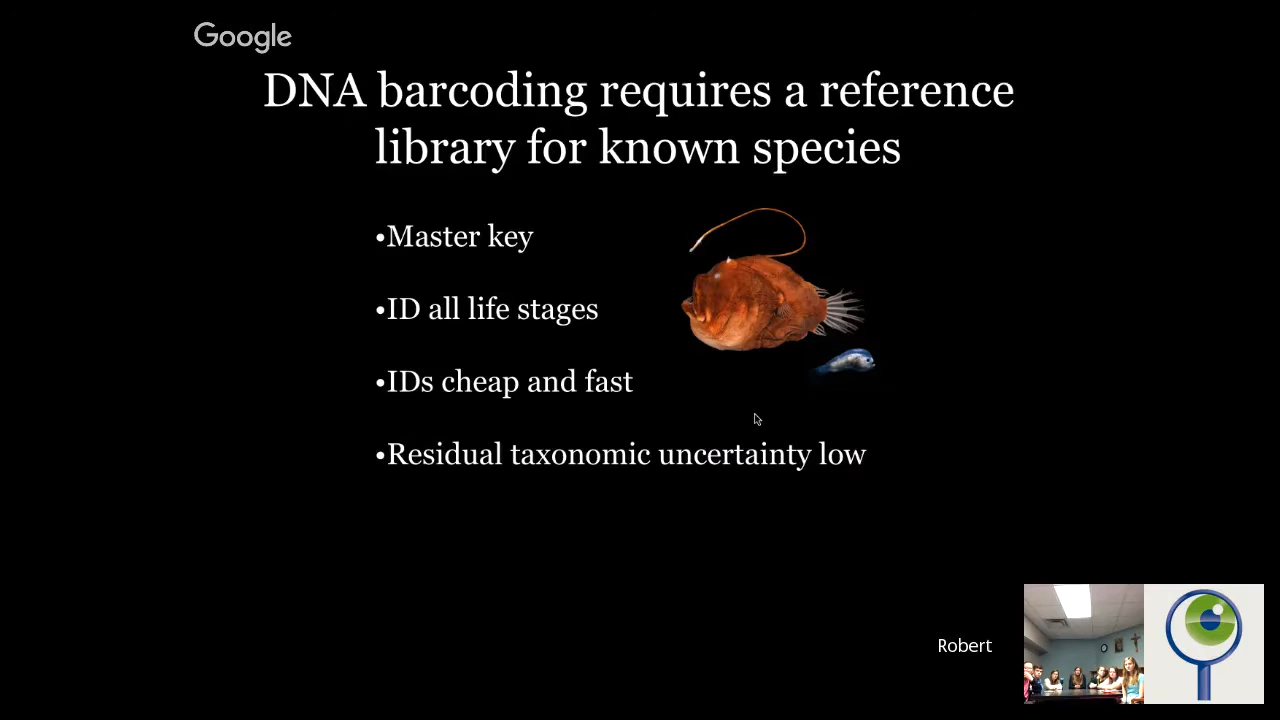 Google
DNA barcoding requires a reference
library for known species
•Master key
•ID all life stages
•IDs cheap and fast
•Residual taxonomic uncertainty low
Robert